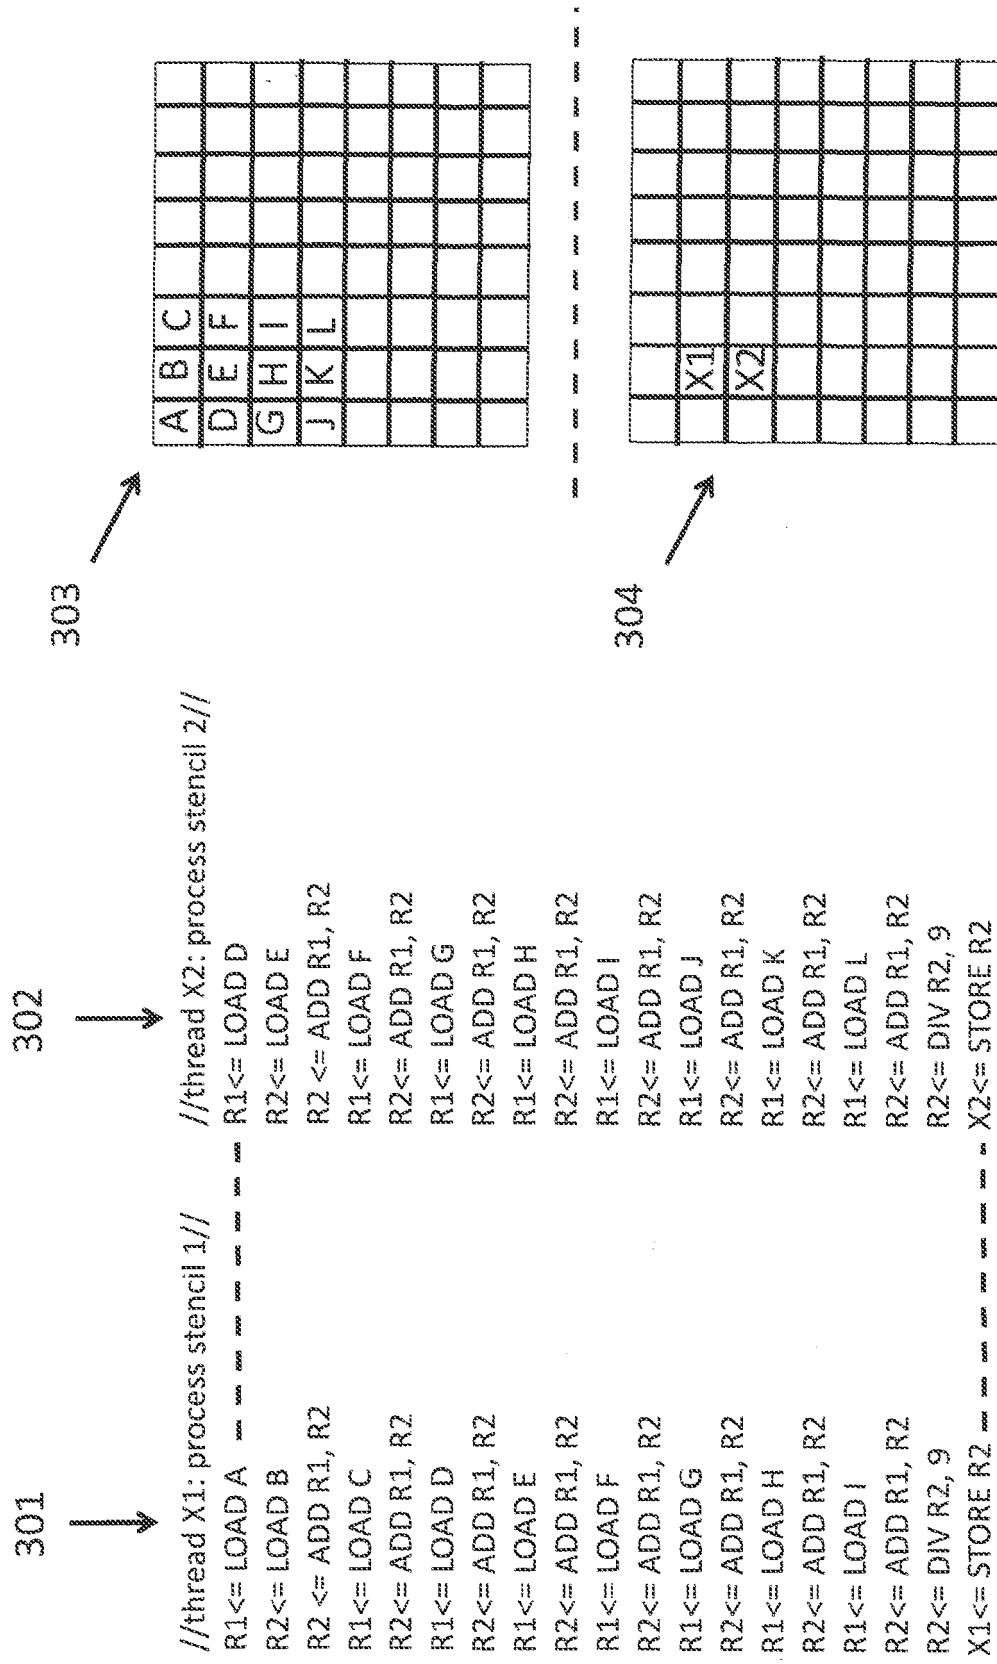 301
//thread X1: process stencil 1//
R1<= LOAD A
R2<= LOAD B
R2 <= ADD R1, R2
R1<= LOAD C
R2<= ADD R1, R2
R1<= LOAD D
R2<= ADD R1, R2
R1<= LOAD E
R2<= ADD R1, R2
R1<= LOAD F
R2<= ADD R1, R2
R1<= LOAD G
R2<= ADD R1, R2
R1<= LOAD H
R2<= ADD R1, R2
R1<= LOAD I
R2<= ADD R1, R2
R2<= DIV R2, 9
X1<= STORE R2
302
//thread X2: process stencil 2//
R1<= LOAD D
R2<= LOAD E
R2 <= ADD R1, R2
R1<= LOAD F
R2<= ADD R1, R2
R1<= LOAD G
R2<= ADD R1, R2
R1<= LOAD H
R2<= ADD R1, R2
R1<= LOAD I
R2<= ADD R1, R2
R1<= LOAD J
R2<= ADD R1, R2
R1<= LOAD K
R2<= ADD R1, R2
R1<= LOAD L
R2<= ADD R1, R2
R2<= DIV R2, 9
X2<= STORE R2
303
A B C
D E F
G H I
J K L
304
X1
X2